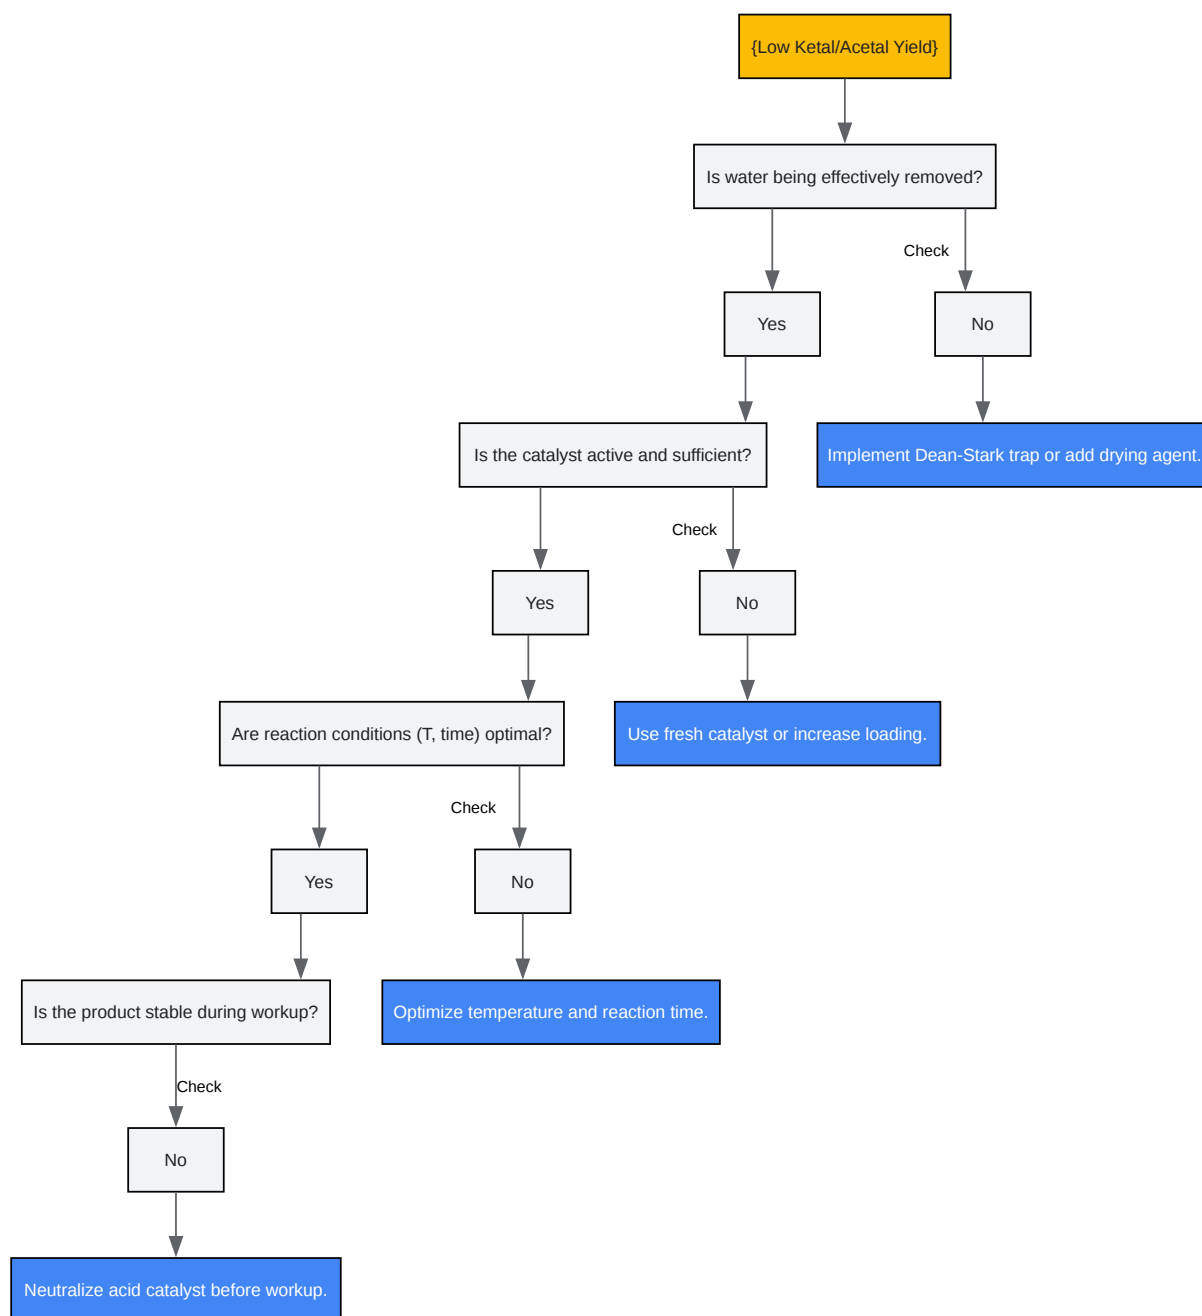 {Low Ketal/Acetal Yield}
Is water being effectively removed?
Check
Yes
No
Is the catalyst active and sufficient?
Implement Dean-Stark trap or add drying agent.
Check
Yes
No
Are reaction conditions (T, time) optimal?
Use fresh catalyst or increase loading.
Check
Yes
No
Is the product stable during workup?
Optimize temperature and reaction time.
Check
No
Neutralize acid catalyst before workup.